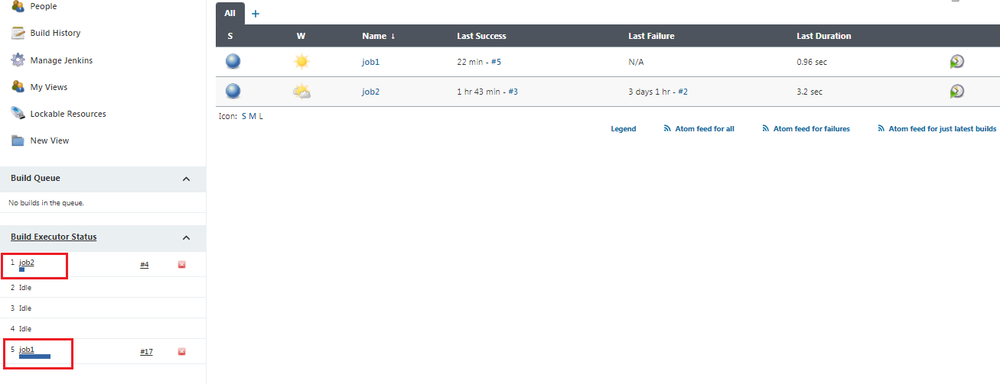 People
Build History
Manage Jenkins
My Views
Lockable Resources
New View
Build Queue
No builds in the queue.
Build Executor Status
1 job2 #4
2 Idle
3 Idle
4 Idle
5 job1 #17
All +
S W Name ↓ Last Success Last Failure Last Duration
job1 22 min - #5 N/A 0.96 sec
job2 1 hr 43 min - #3 3 days 1 hr - #2 3.2 sec
Icon: S M L
Legend Atom feed for all Atom feed for failures Atom feed for just latest builds